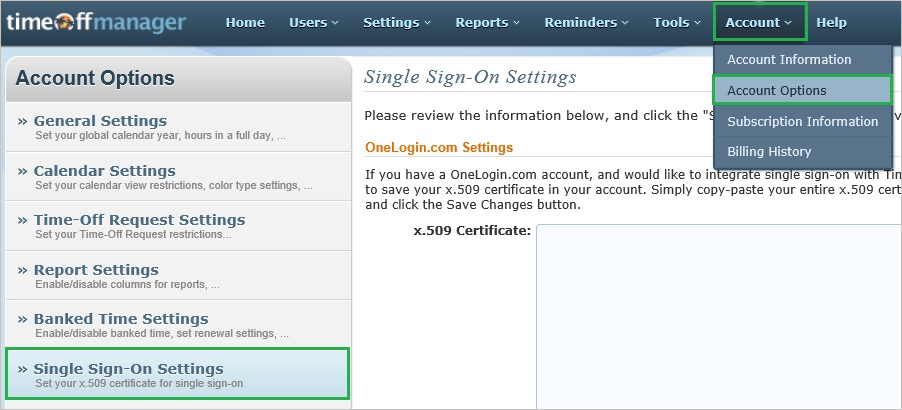 timeoffmanager
Home Users Settings Reports Reminders Tools Account Help
Account Information
Account Options
Subscription Information
Billing History
Account Options
» General Settings
Set your global calendar year, hours in a full day, ...
» Calendar Settings
Set your calendar view restrictions, color type settings, ...
» Time-Off Request Settings
Set your Time-Off Request restrictions...
» Report Settings
Enable/disable columns for reports, ...
» Banked Time Settings
Enable/disable banked time, set renewal settings, ...
» Single Sign-On Settings
Set your x.509 certificate for single sign-on
Single Sign-On Settings
Please review the information below, and click the "S
OneLogin.com Settings
If you have a OneLogin.com account, and would like to integrate single sign-on with Tim
to save your x.509 certificate in your account. Simply copy-paste your entire x.509 cert
and click the Save Changes button.
x.509 Certificate: